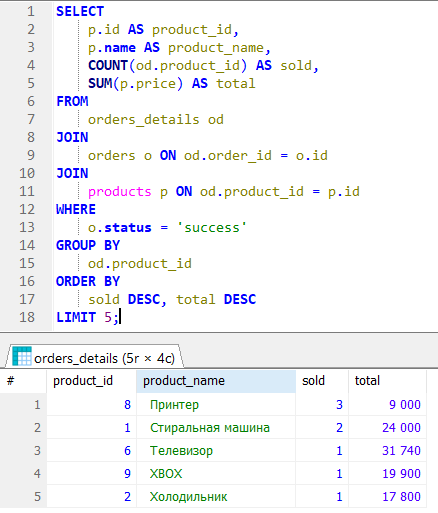 1 SELECT
2 p.id AS product_id,
3 p.name AS product_name,
4 COUNT(od.product_id) AS sold,
5 SUM(p.price) AS total
6 FROM
7 orders_details od
8 JOIN
9 orders o ON od.order_id = o.id
10 JOIN
11 products p ON od.product_id = p.id
12 WHERE
13 o.status = 'success'
14 GROUP BY
15 od.product_id
16 ORDER BY
17 sold DESC, total DESC
18 LIMIT 5;
orders_details (5r × 4c)
# product_id product_name sold total
1 8 Принтер 3 9 000
2 1 Стиральная машина 2 24 000
3 6 Телевизор 1 31 740
4 9 XBOX 1 19 900
5 2 Холодильник 1 17 800